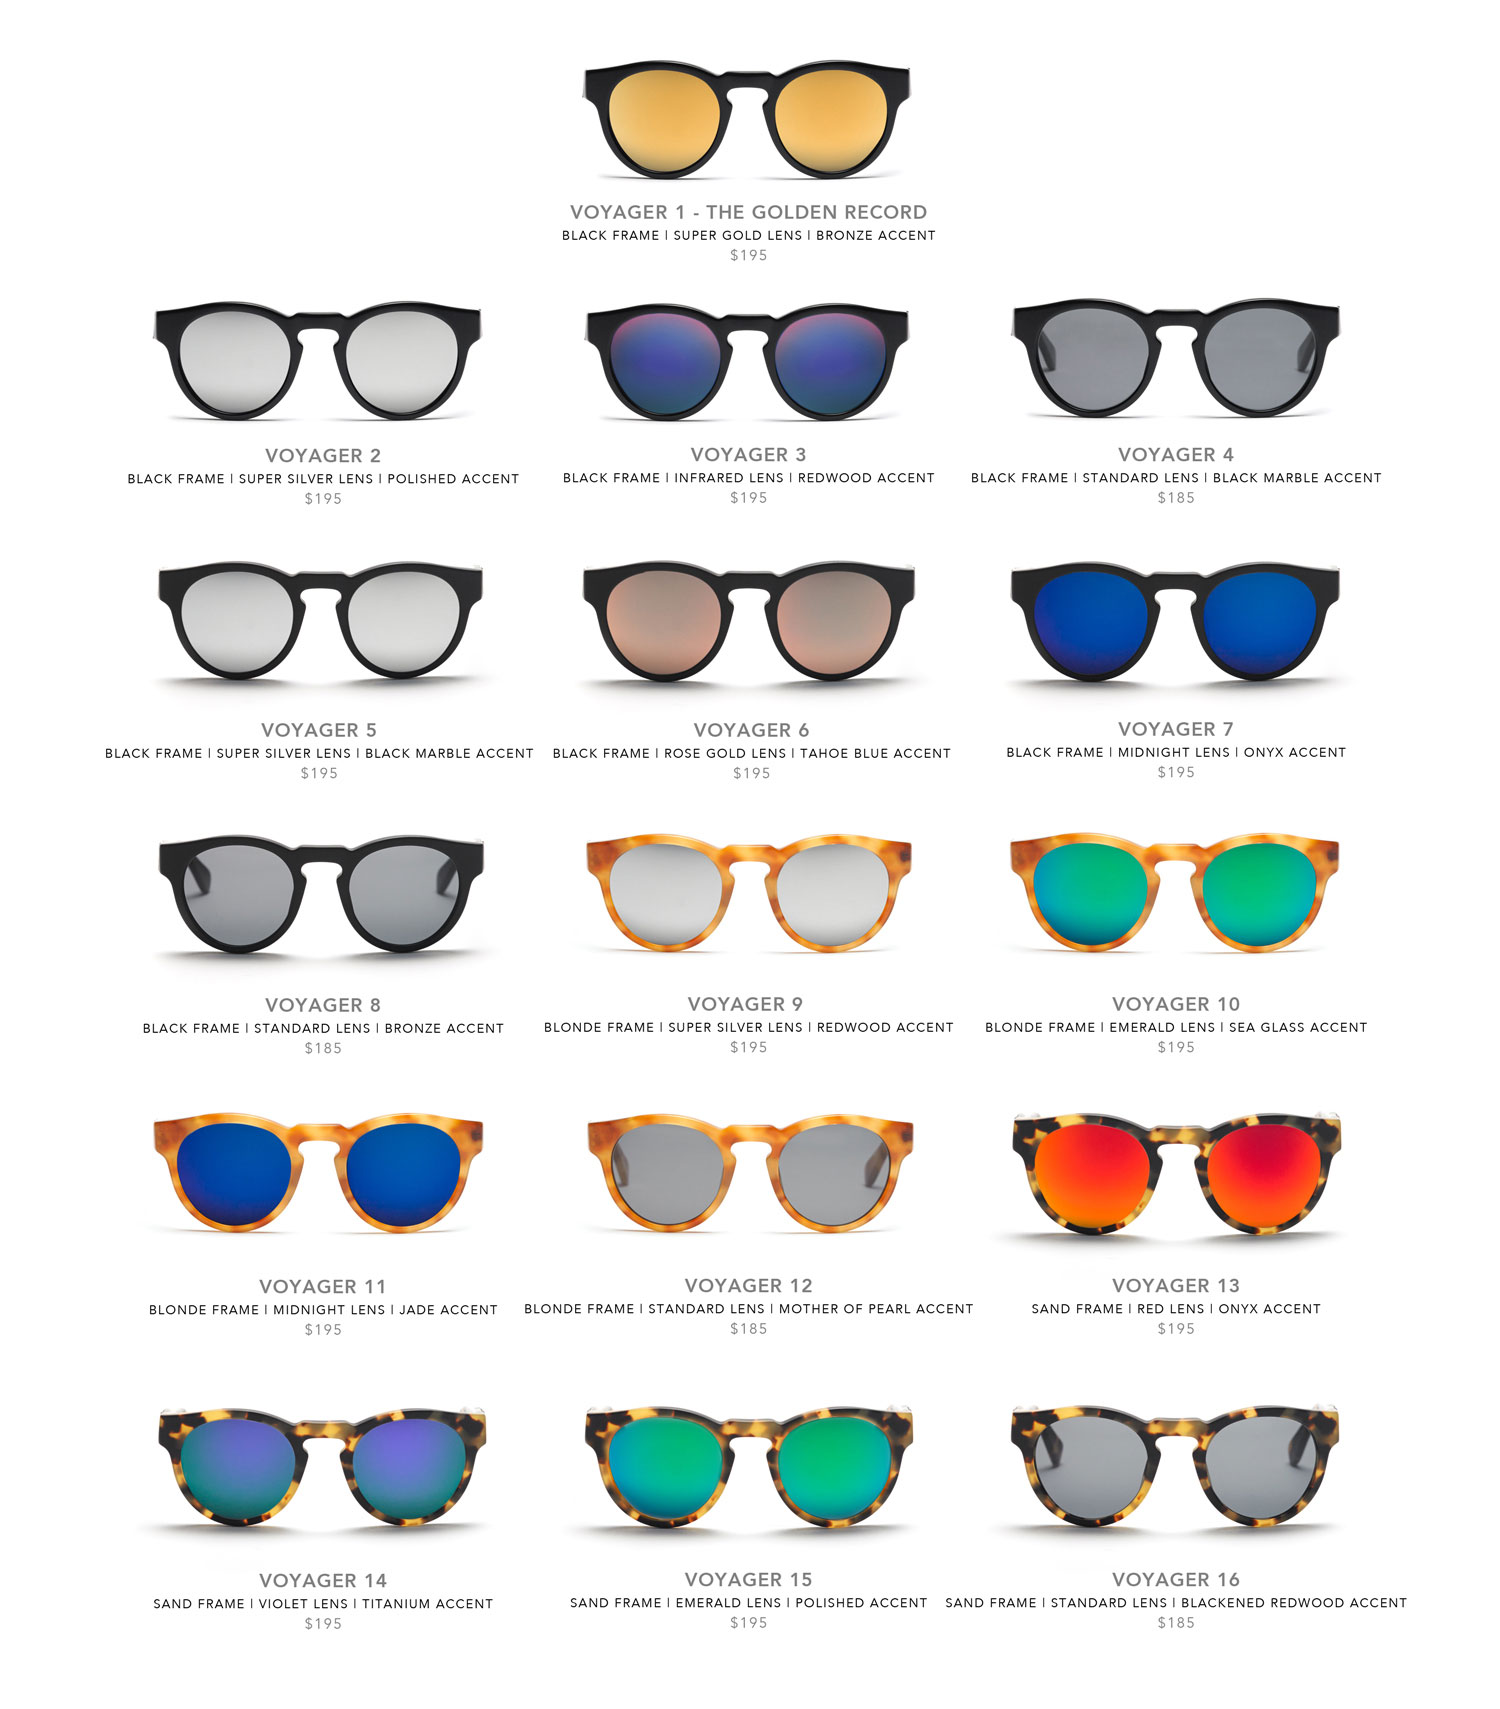 VOYAGER 1 - THE GOLDEN RECORD
BLACK FRAME | SUPER GOLD LENS | BRONZE ACCENT
$195
VOYAGER 2
BLACK FRAME | SUPER SILVER LENS | POLISHED ACCENT
$195
VOYAGER 3
BLACK FRAME | INFRARED LENS | REDWOOD ACCENT
$195
VOYAGER 4
BLACK FRAME | STANDARD LENS | BLACK MARBLE ACCENT
$185
VOYAGER 5
BLACK FRAME | SUPER SILVER LENS | BLACK MARBLE ACCENT
$195
VOYAGER 6
BLACK FRAME | ROSE GOLD LENS | TAHOE BLUE ACCENT
$195
VOYAGER 7
BLACK FRAME | MIDNIGHT LENS | ONYX ACCENT
$195
VOYAGER 8
BLACK FRAME | STANDARD LENS | BRONZE ACCENT
$185
VOYAGER 9
BLONDE FRAME | SUPER SILVER LENS | REDWOOD ACCENT
$195
VOYAGER 10
BLONDE FRAME | EMERALD LENS | SEA GLASS ACCENT
$195
VOYAGER 11
BLONDE FRAME | MIDNIGHT LENS | JADE ACCENT
$195
VOYAGER 12
BLONDE FRAME | STANDARD LENS | MOTHER OF PEARL ACCENT
$185
VOYAGER 13
SAND FRAME | RED LENS | ONYX ACCENT
$195
VOYAGER 14
SAND FRAME | VIOLET LENS | TITANIUM ACCENT
$195
VOYAGER 15
SAND FRAME | EMERALD LENS | POLISHED ACCENT
$195
VOYAGER 16
SAND FRAME | STANDARD LENS | BLACKENED REDWOOD ACCENT
$185